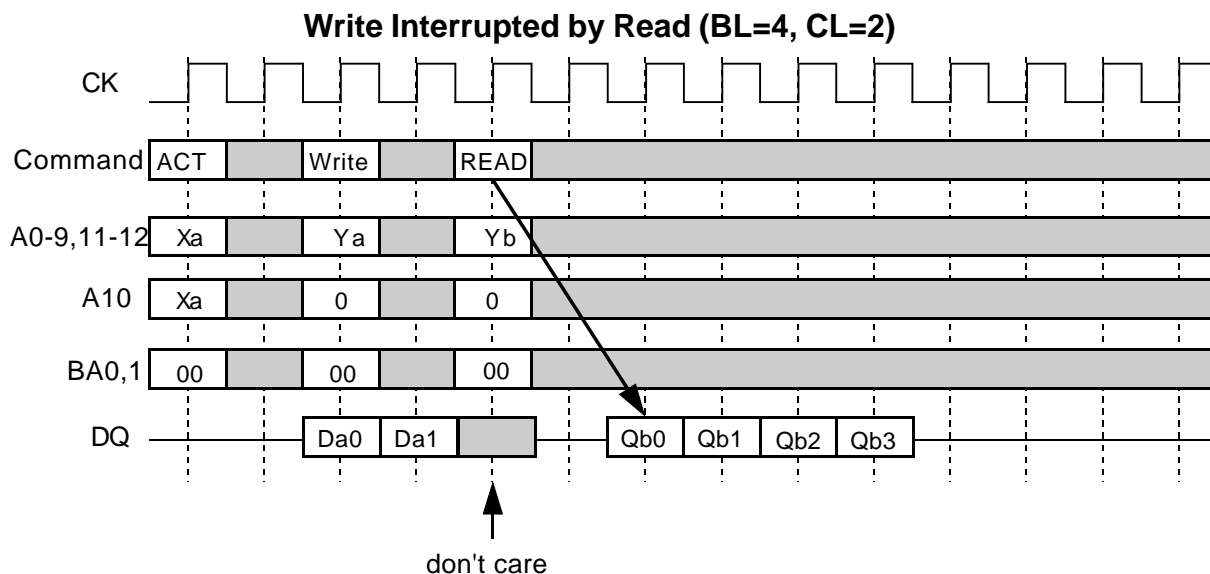 Write Interrupted by Read (BL=4, CL=2)
CK
Command ACT Write READ
A0-9,11-12 Xa Ya Yb
A10 Xa 0 0
BA0,1 00 00 00
DQ Da0 Da1 Qb0 Qb1 Qb2 Qb3
don't care